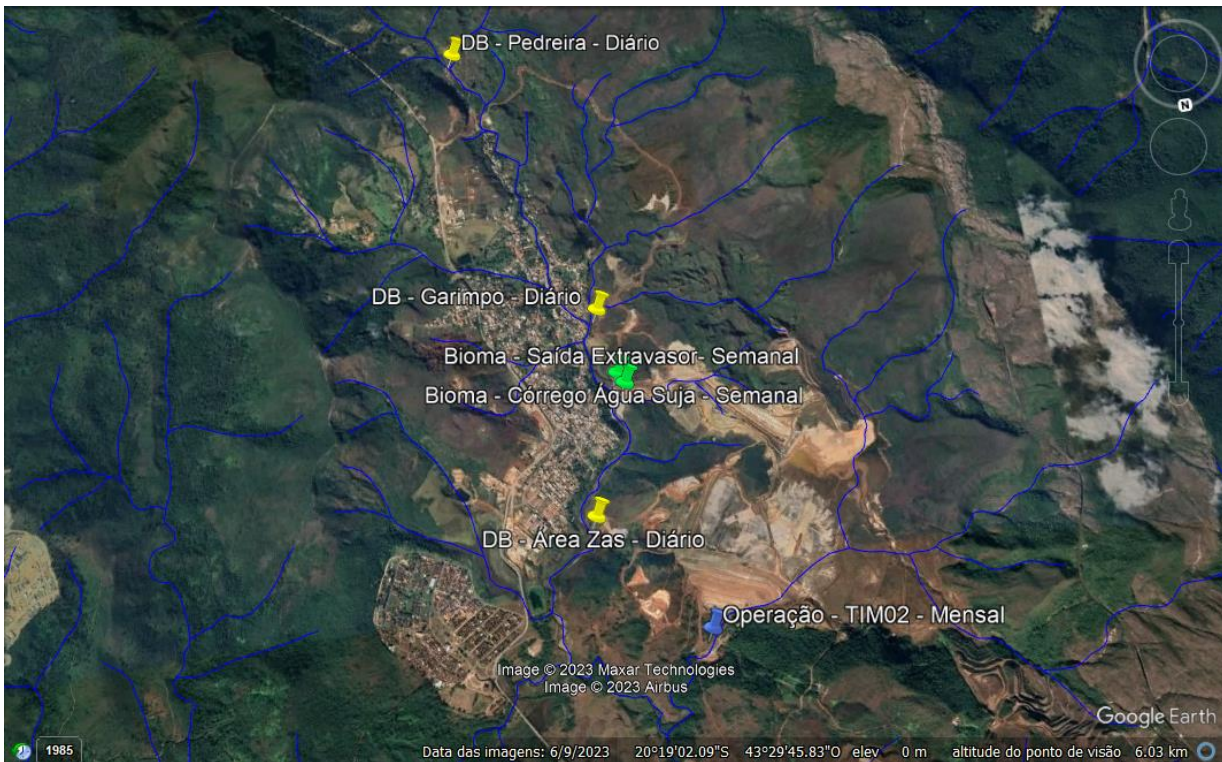 DB - Pedreira - Diário
N
DB - Garimpo - Diário
Bioma - Saída Extravasor- Semanal
Bioma - Córrego Água Suja - Semanal
DB - Área Zas - Diário
Operação - TIM02 - Mensal
Image © 2023 Maxar Technologies
Image © 2023 Airbus
Google Earth
1985
Data das imagens: 6/9/2023 20°19'02.09"S 43°29'45.83"O elev 0 m altitude do ponto de visão 6.03 km